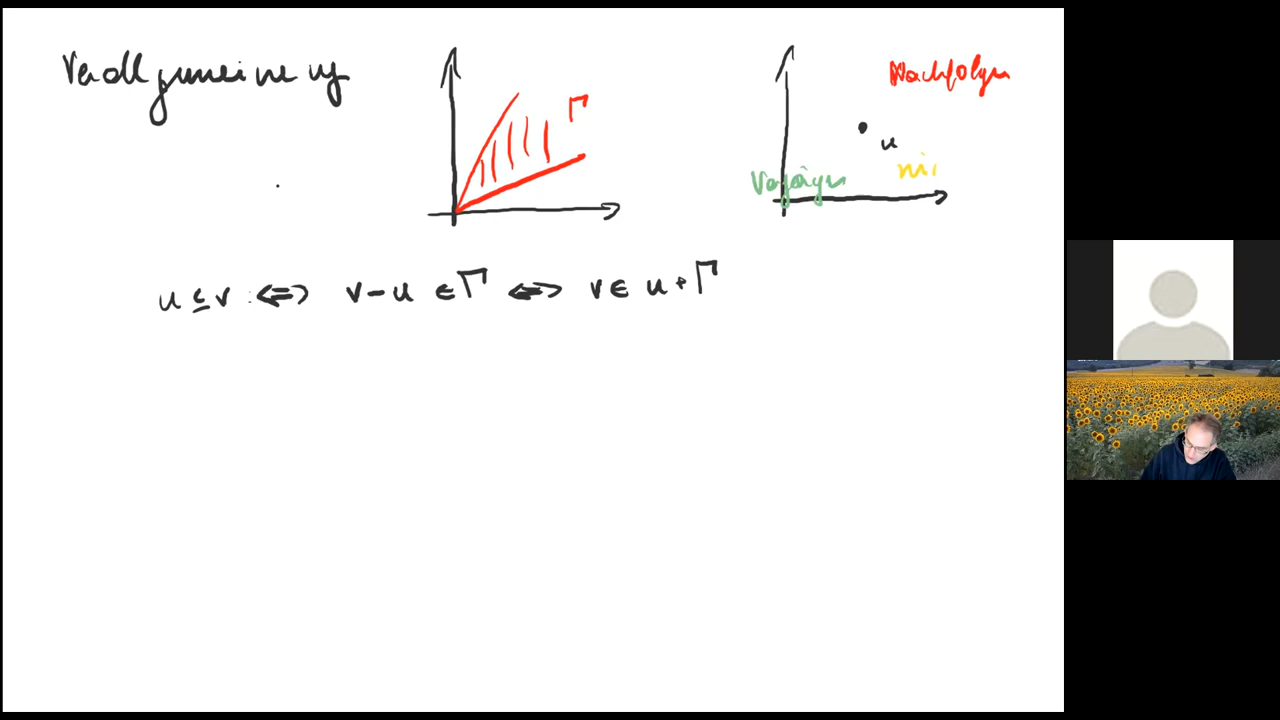 Verallgemeinerung
Γ
Nachfolger
u
Vorgänger
u ≤ v :⟺ v - u ∈ Γ ⟺ v ∈ u + Γ